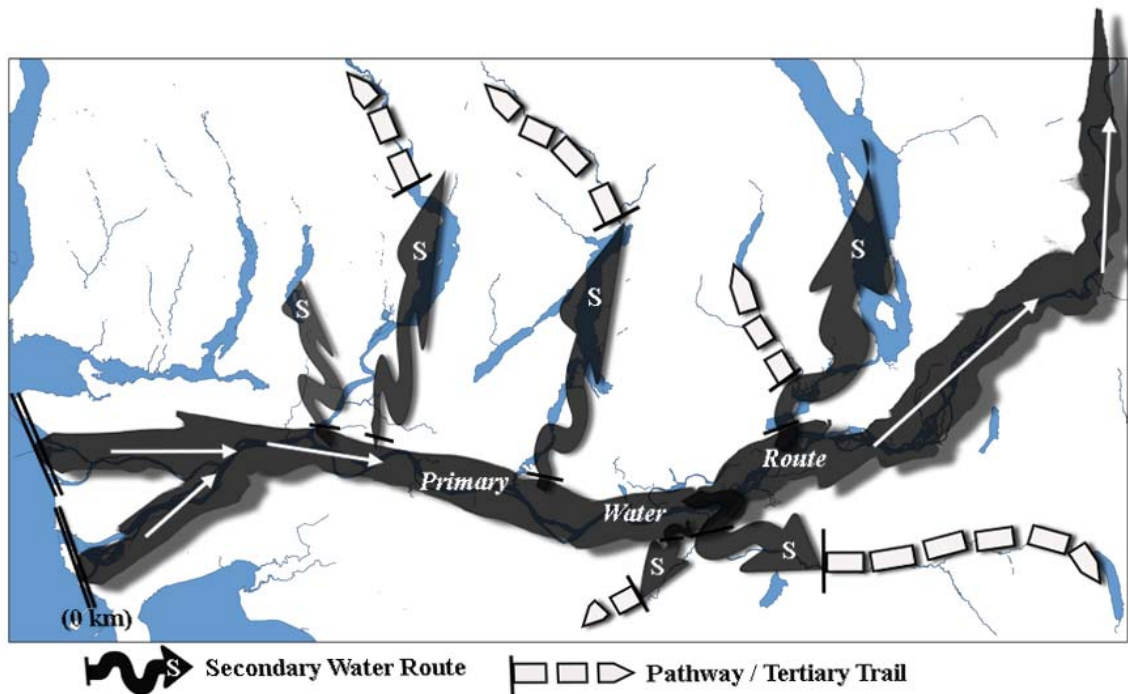 S
S
S
S
Primary
Route
Water
S
S
(0 km)
S Secondary Water Route
Pathway / Tertiary Trail